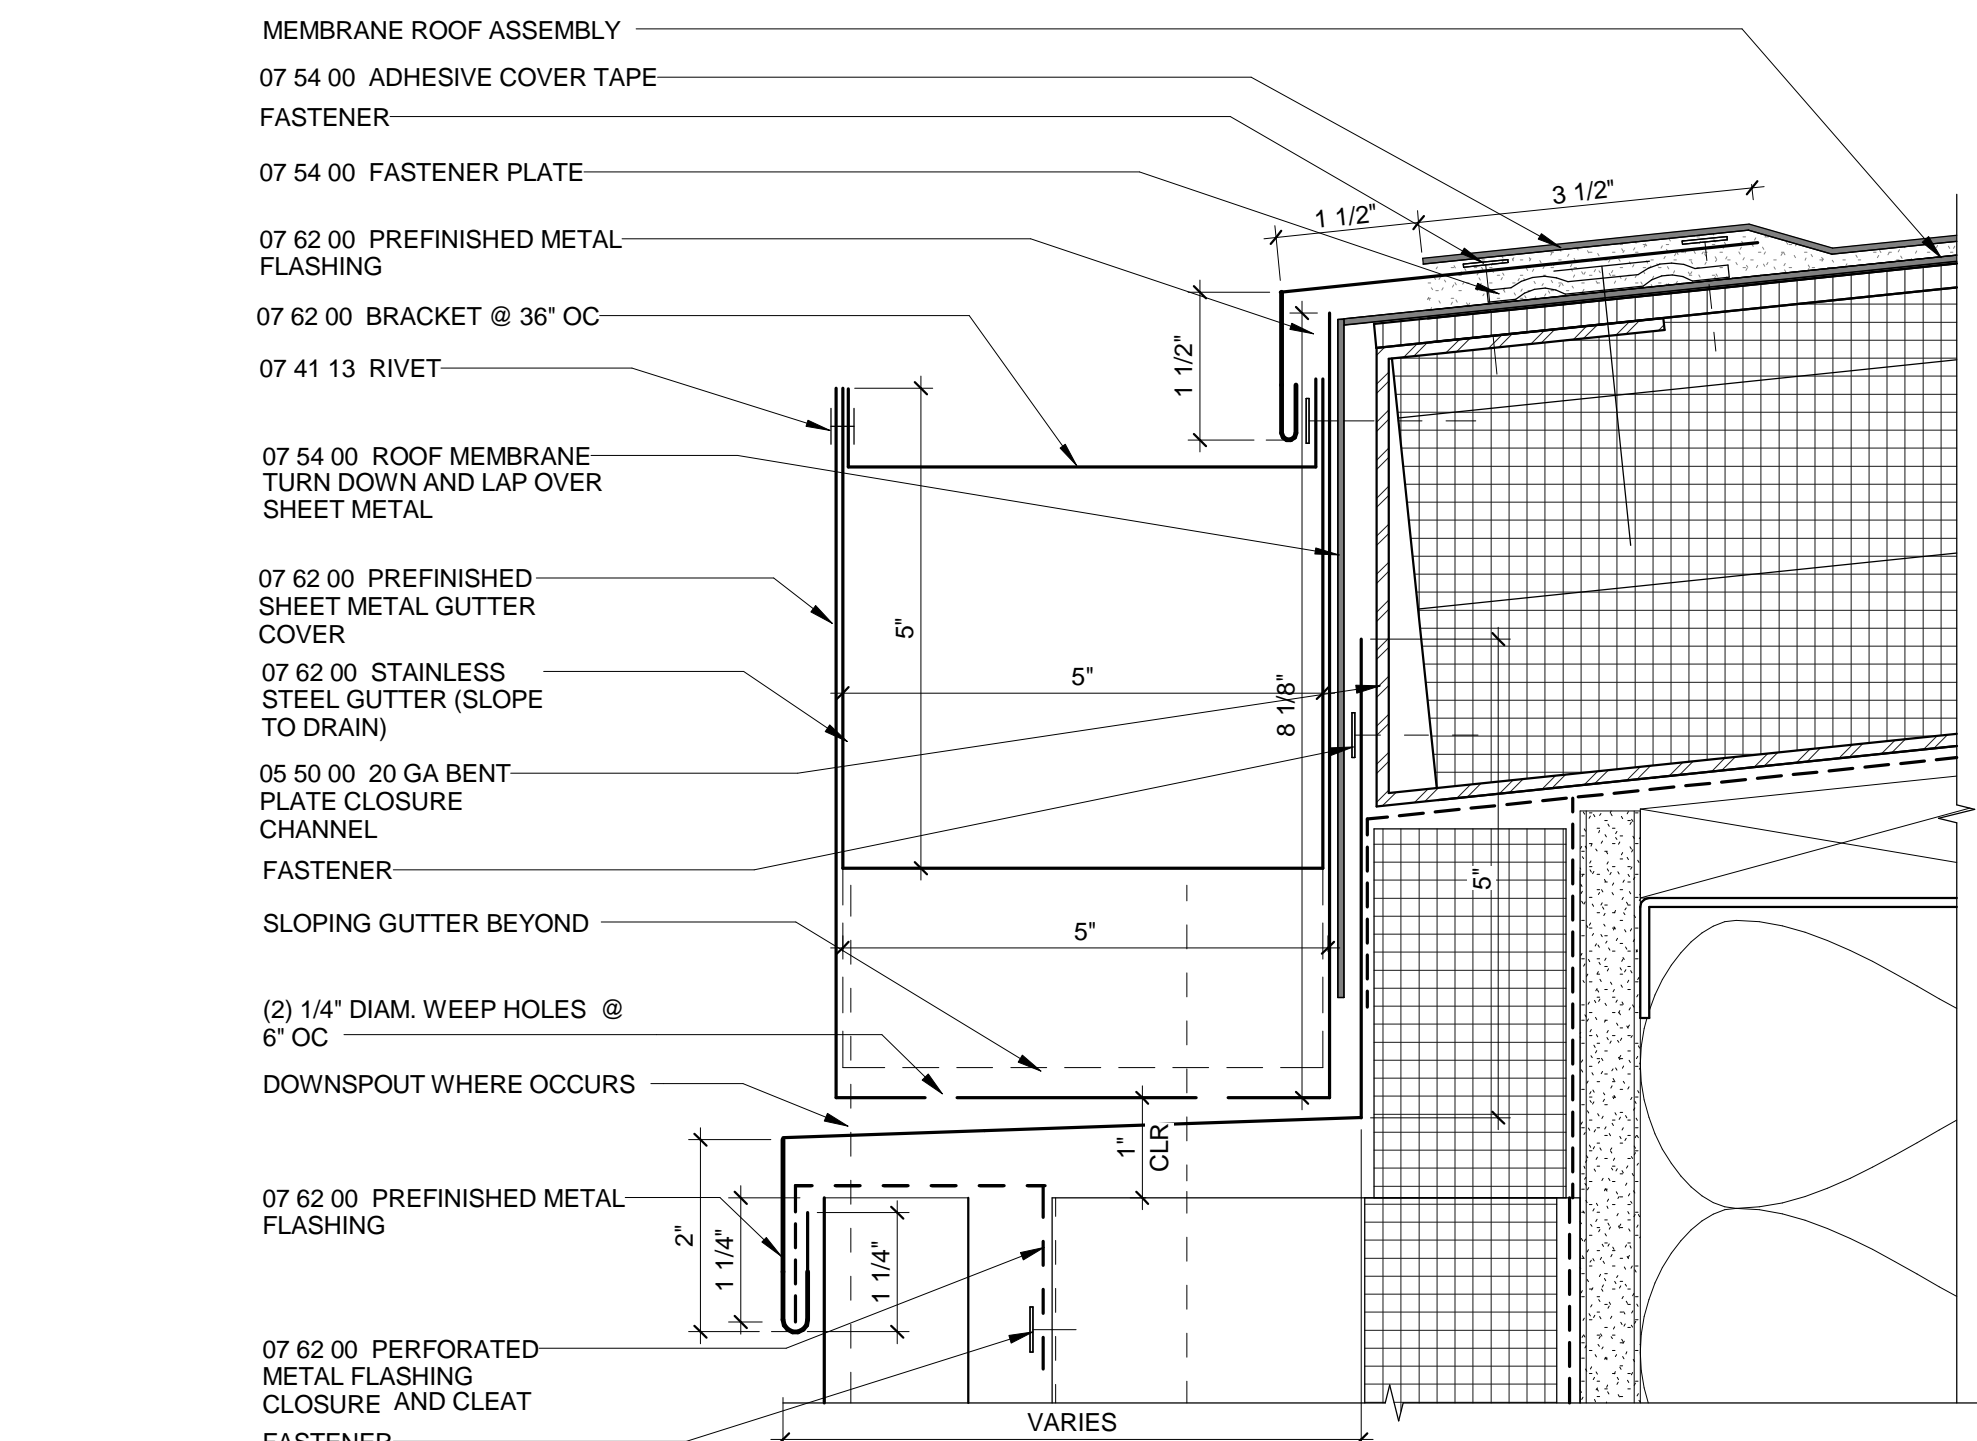 MEMBRANE ROOF ASSEMBLY
07 54 00 ADHESIVE COVER TAPE
FASTENER
07 54 00 FASTENER PLATE
07 62 00 PREFINISHED METAL
FLASHING
07 62 00 BRACKET @ 36" OC
07 41 13 RIVET
07 54 00 ROOF MEMBRANE
TURN DOWN AND LAP OVER
SHEET METAL
07 62 00 PREFINISHED
SHEET METAL GUTTER
COVER
07 62 00 STAINLESS
STEEL GUTTER (SLOPE
TO DRAIN)
05 50 00 20 GA BENT
PLATE CLOSURE
CHANNEL
FASTENER
SLOPING GUTTER BEYOND
(2) 1/4" DIAM. WEEP HOLES @
6" OC
DOWNSPOUT WHERE OCCURS
07 62 00 PREFINISHED METAL
FLASHING
07 62 00 PERFORATED
METAL FLASHING
CLOSURE AND CLEAT
FASTENER
1 1/2"
3 1/2"
1 1/2"
5"
5"
8 1/8"
5"
5"
1"
CLR
2"
1 1/4"
1 1/4"
VARIES